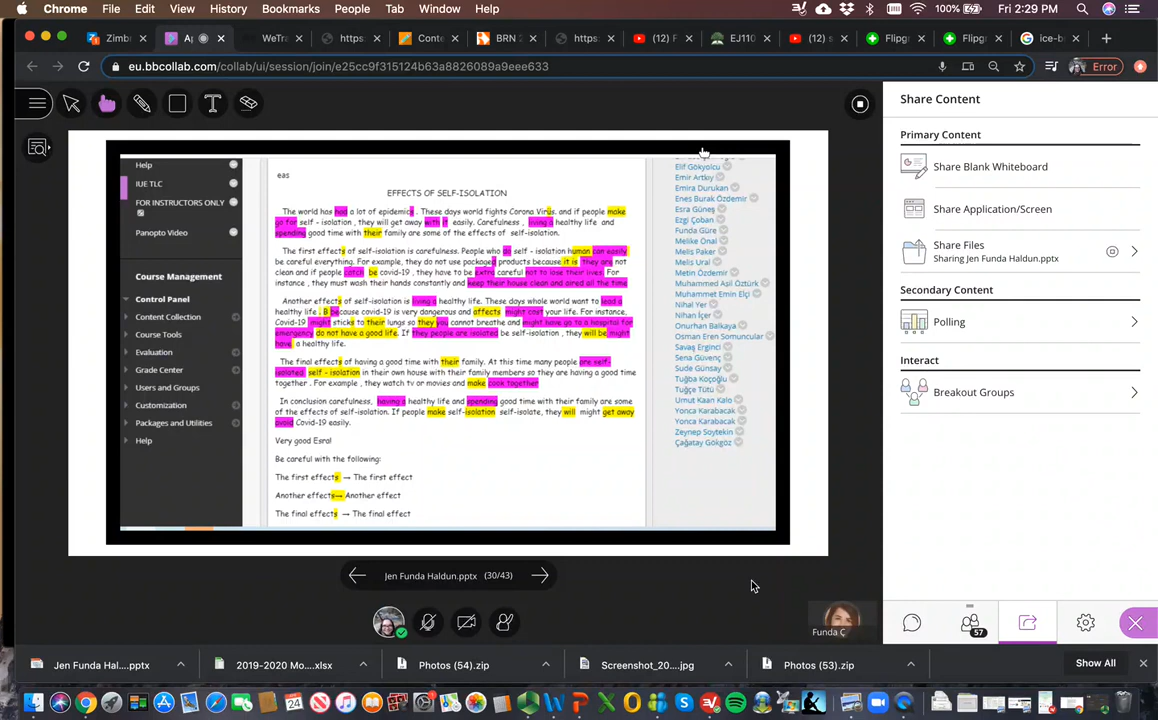 Chrome File Edit View History Bookmarks People Tab Window Help 100% Fri 2:29 PM
Zimbr Ap WeTra https: Conte BRN 2 https: (12) F EJ110 (12) s Flipgr Flipgr ice-b
eu.bbcollab.com/collab/ui/session/join/e25cc9f315124b63a8826089a9eee633 Error
Share Content
Primary Content
Share Blank Whiteboard
Share Application/Screen
Share Files
Sharing Jen Funda Haldun.pptx
Secondary Content
Polling
Interact
Breakout Groups
Help
IUE TLC
FOR INSTRUCTORS ONLY
Panopto Video
Course Management
Control Panel
Content Collection
Course Tools
Evaluation
Grade Center
Users and Groups
Customization
Packages and Utilities
Help
eas
EFFECTS OF SELF-ISOLATION
The world has had a lot of epidemics. These days world fights Corona Virus. and if people make
go for self - isolation , they will get away with it easily. Carefulness , living a healthy life and
spending good time with their family are some of the effects of self-isolation.
The first effects of self-isolation is carefulness. People who do self - isolation human can easily
be careful everything. For example, they do not use packaged products because it is they are not
clean and if people catch be covid-19 , they have to be extra careful not to lose their lives. For
instance , they must wash their hands constantly and keep their house clean and aired all the time
Another effects of self-isolation is living a healthy life. These days whole world want to lead a
healthy life . B because covid-19 is very dangerous and affects might cost your life. For instance,
Covid-19 might sticks to their lungs so they you cannot breathe and might have go to a hospital for
emergency do not have a good life. If they people are isolated be self-isolation , they will be might
have a healthy life.
The final effects of having a good time with their family. At this time many people are self-
isolated self - isolation in their own house with their family members so they are having a good time
together . For example , they watch tv or movies and make cook together
In conclusion carefulness, having a healthy life and spending good time with their family are some
of the effects of self-isolation. If people make self-isolation self-isolate, they will might get away
avoid Covid-19 easily.
Very good Esra!
Be careful with the following:
The first effects → The first effect
Another effects→ Another effect
The final effects → The final effect
Elif Gökyolcu
Emir Artkıy
Emira Durukan
Enes Burak Özdemir
Esra Güneş
Ezgi Çoban
Funda Güre
Melike Önal
Melis Paker
Melis Ural
Metin Özdemir
Muhammed Asil Öztürk
Muhammet Emin Elçi
Nihal Yer
Nihan İçer
Onurhan Balkaya
Osman Eren Somuncular
Savaş Erginci
Sena Güvenç
Sude Günsay
Tuğba Koçoğlu
Tuğçe Tütü
Umut Kaan Kalo
Yonca Karabacak
Yonca Karabacak
Zeynep Soytekin
Çağatay Gökgöz
Jen Funda Haldun.pptx (30/43)
Funda Ç
57
Jen Funda Hal....pptx 2019-2020 Mo....xlsx Photos (54).zip Screenshot_20....jpg Photos (53).zip Show All
24